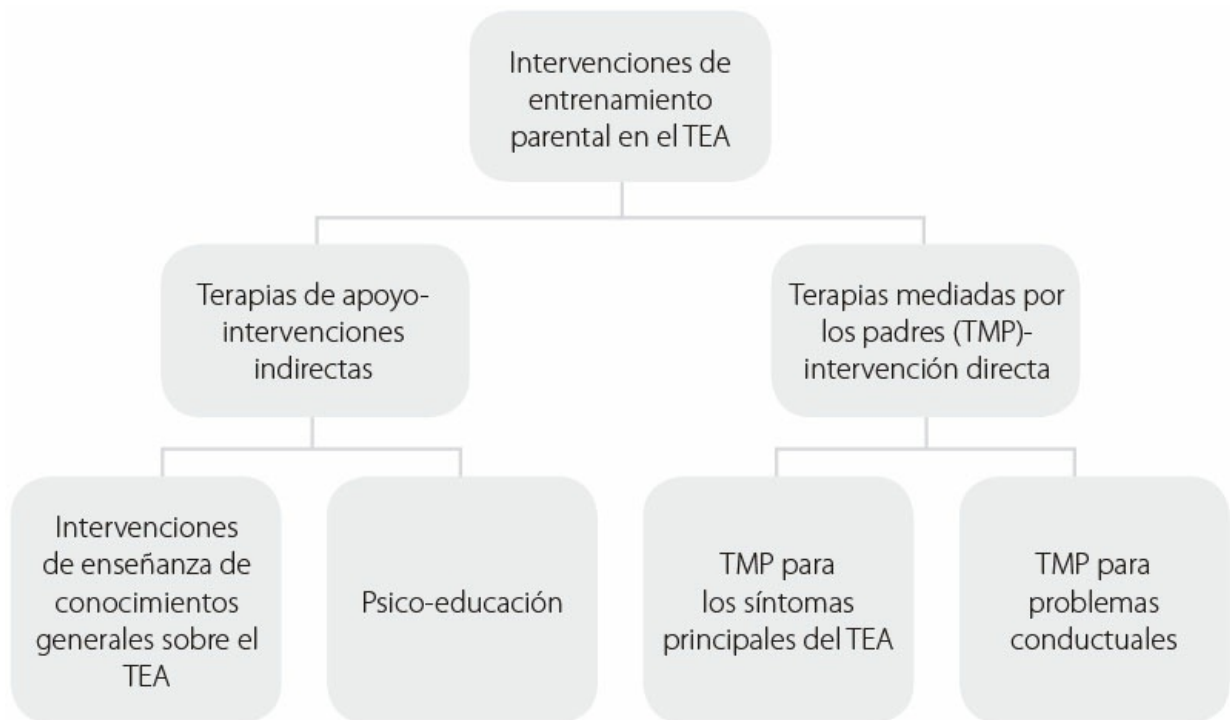 Intervenciones de
entrenamiento
parental en el TEA
Terapias de apoyo-
intervenciones
indirectas
Terapias mediadas por
los padres (TMP)-
intervención directa
Intervenciones
de enseñanza de
conocimientos
generales sobre el
TEA
Psico-educación
TMP para
los síntomas
principales del TEA
TMP para
problemas
conductuales